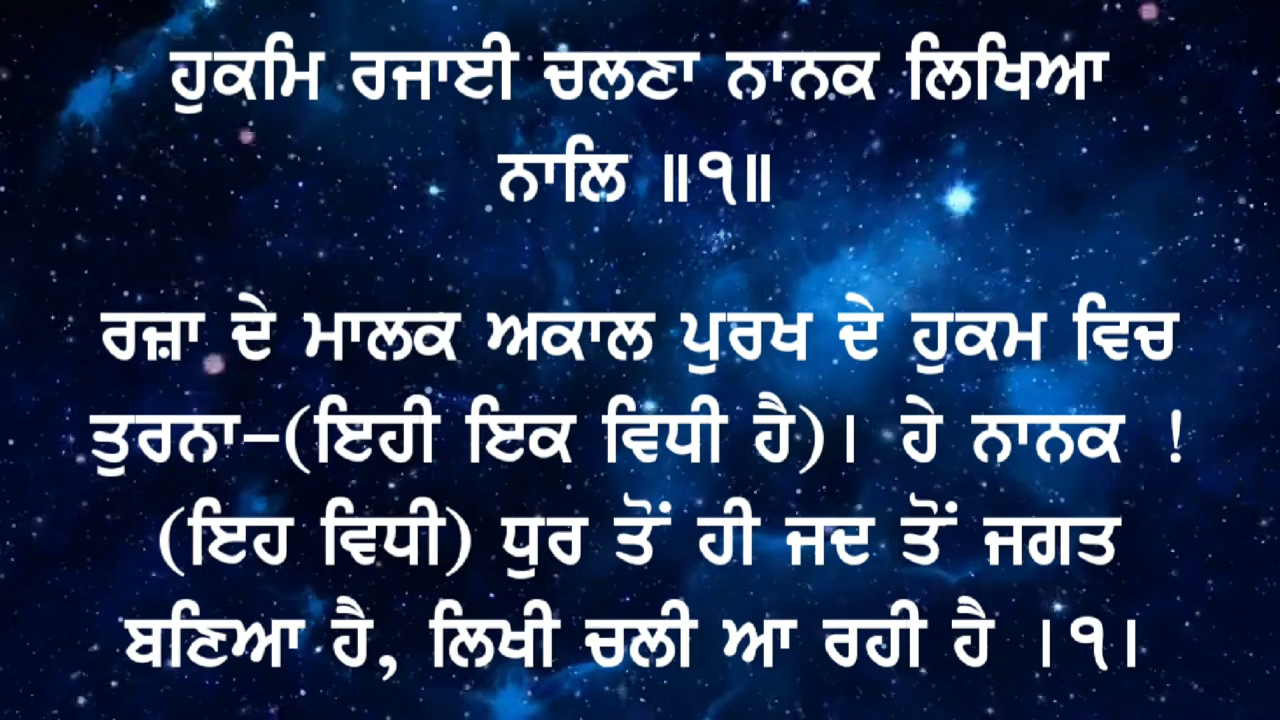 ਹੁਕਮਿ ਰਜਾਈ ਚਲਣਾ ਨਾਨਕ ਲਿਖਿਆ
ਨਾਲਿ ॥੧॥
ਰਜ਼ਾ ਦੇ ਮਾਲਕ ਅਕਾਲ ਪੁਰਖ ਦੇ ਹੁਕਮ ਵਿਚ
ਤੁਰਨਾ-(ਇਹੀ ਇਕ ਵਿਧੀ ਹੈ)। ਹੇ ਨਾਨਕ !
(ਇਹ ਵਿਧੀ) ਧੁਰ ਤੋਂ ਹੀ ਜਦ ਤੋਂ ਜਗਤ
ਬਣਿਆ ਹੈ, ਲਿਖੀ ਚਲੀ ਆ ਰਹੀ ਹੈ ।੧।